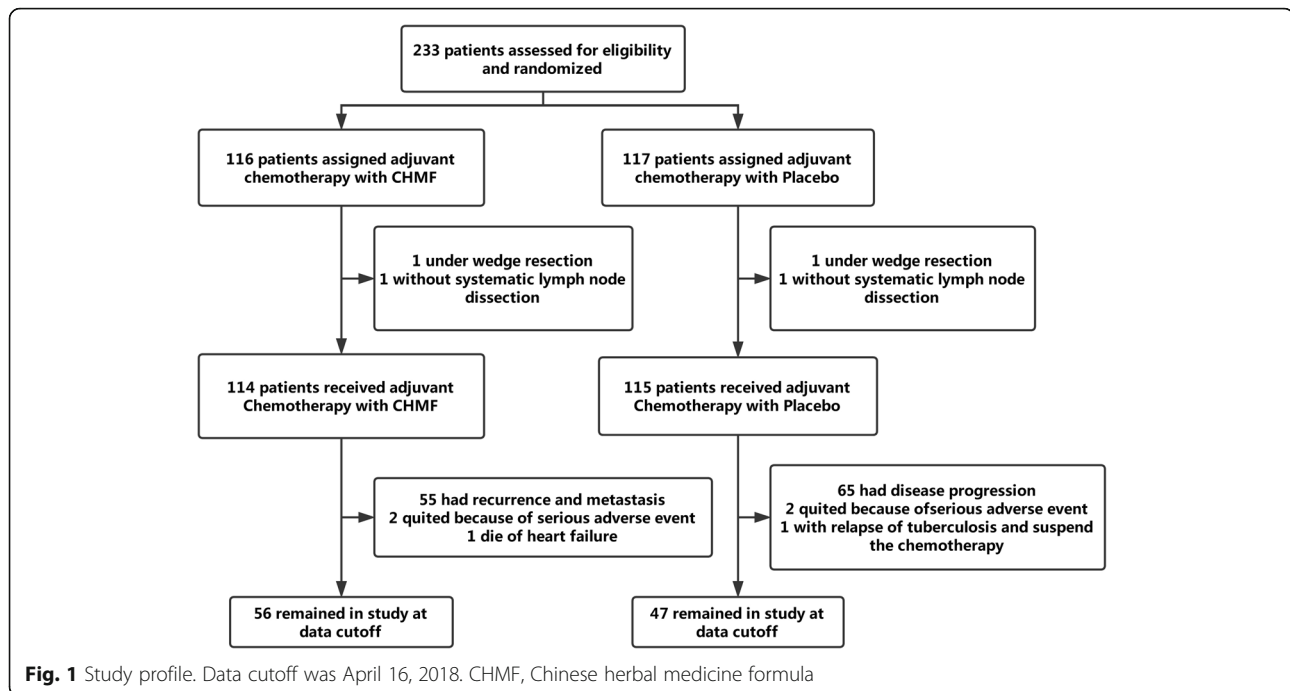 233 patients assessed for eligibility
and randomized
116 patients assigned adjuvant
chemotherapy with CHMF
117 patients assigned adjuvant
chemotherapy with Placebo
1 under wedge resection
1 without systematic lymph node
dissection
1 under wedge resection
1 without systematic lymph node
dissection
114 patients received adjuvant
Chemotherapy with CHMF
115 patients received adjuvant
Chemotherapy with Placebo
55 had recurrence and metastasis
2 quited because of serious adverse event
1 die of heart failure
65 had disease progression
2 quited because ofserious adverse event
1 with relapse of tuberculosis and suspend
the chemotherapy
56 remained in study at
data cutoff
47 remained in study at
data cutoff
Fig. 1 Study profile. Data cutoff was April 16, 2018. CHMF, Chinese herbal medicine formula